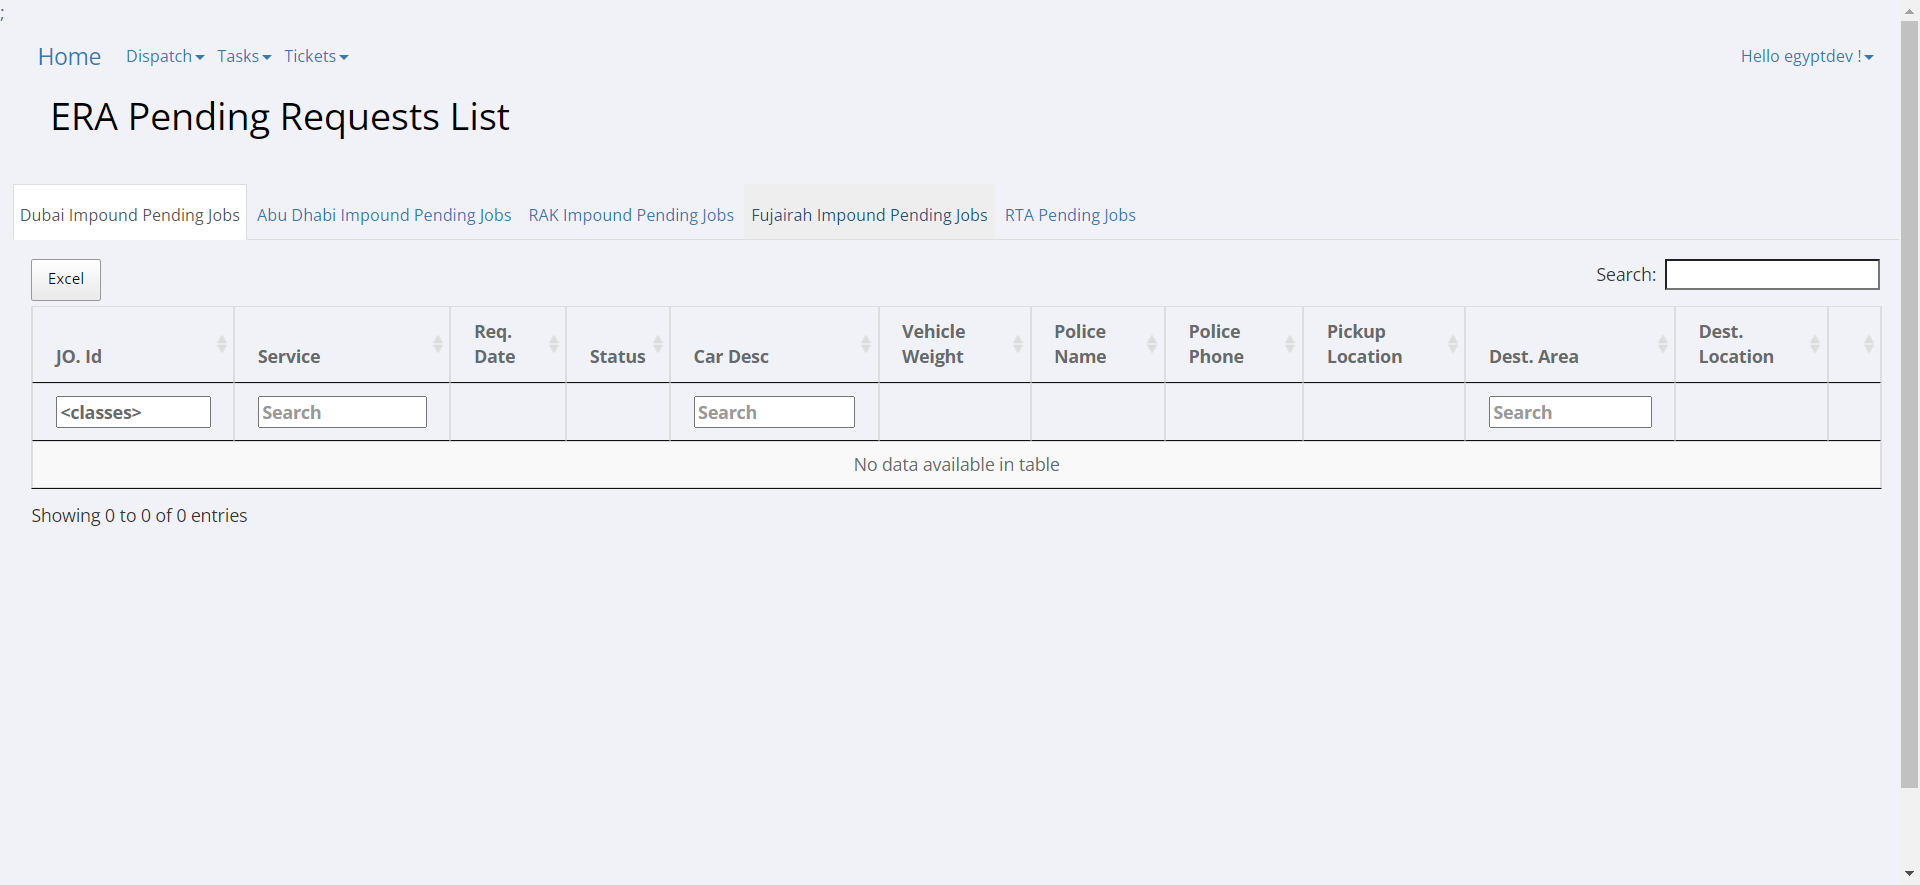 ;
Home Dispatch Tasks Tickets Hello egyptdev !
ERA Pending Requests List
Dubai Impound Pending Jobs Abu Dhabi Impound Pending Jobs RAK Impound Pending Jobs Fujairah Impound Pending Jobs RTA Pending Jobs
Excel Search:
JO. Id Service Req. Date Status Car Desc Vehicle Weight Police Name Police Phone Pickup Location Dest. Area Dest. Location
<classes> Search Search Search
No data available in table
Showing 0 to 0 of 0 entries